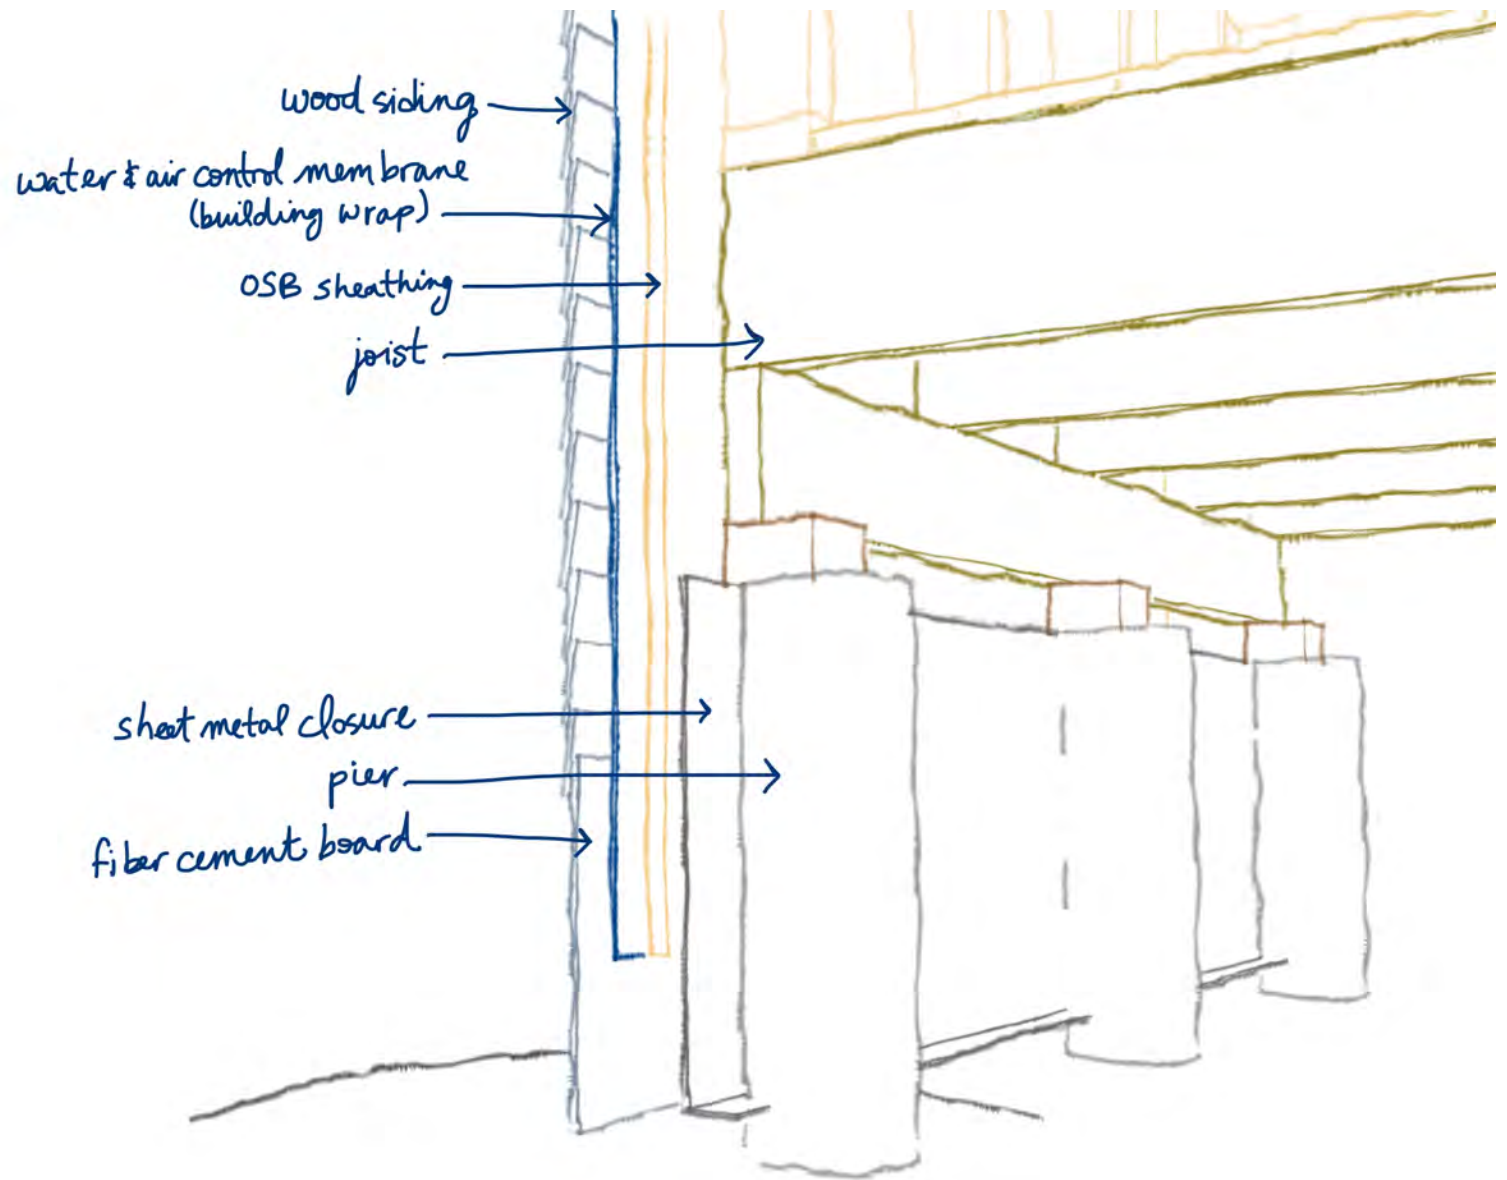 wood siding
water & air control membrane
(building wrap)
OSB sheathing
joist
sheet metal closure
pier
fiber cement board